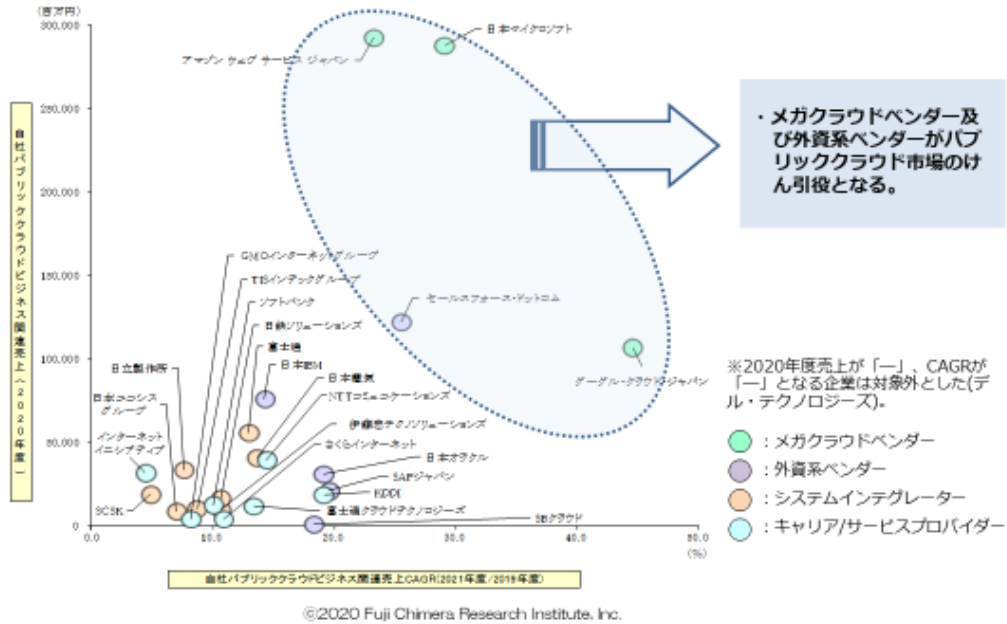 (百万円)
300,000
250,000
200,000
150,000
100,000
50,000
0
自社パブリッククラウドビジネス関連売上(2020年度)
日本マイクロソフト
アマゾン ウェブ サービス ジャパン
GMOインターネットグループ
TISインテックグループ
ソフトバンク
日鉄ソリューションズ
富士通
日本IBM
日立製作所
日本電気
日本ユニシス
グループ
NTTコミュニケーションズ
インターネット
イニシアティブ
伊藤忠テクノソリューションズ
さくらインターネット
セールスフォース・ドットコム
グーグル・クラウド・ジャパン
日本オラクル
SAPジャパン
KDDI
SCSK
富士通クラウドテクノロジーズ
SBクラウド
0.0
10.0
20.0
30.0
40.0
50.0
(%)
自社パブリッククラウドビジネス関連売上CAGR(2021年度/2019年度)
・メガクラウドベンダー及
び外資系ベンダーがパブ
リッククラウド市場のけ
ん引役となる。
※2020年度売上が「―」、CAGRが
「―」となる企業は対象外とした(デ
ル・テクノロジーズ)。
:メガクラウドベンダー
:外資系ベンダー
:システムインテグレーター
:キャリア/サービスプロバイダー
©2020 Fuji Chimera Research Institute, Inc.